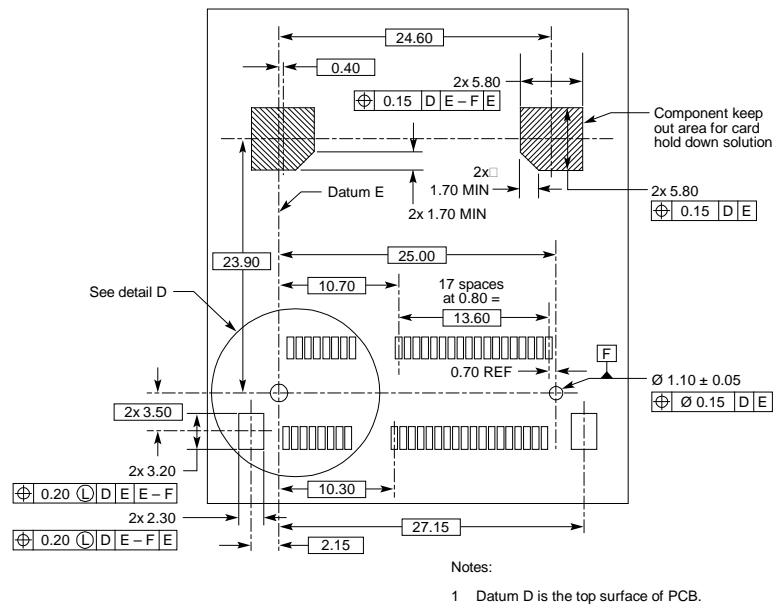 24.60
0.40
2x 5.80
⌖ 0.15 D E – F E
Component keep
out area for card
hold down solution
2x□
1.70 MIN
2x 1.70 MIN
Datum E
2x 5.80
⌖ 0.15 D E
23.90
25.00
See detail D
10.70
17 spaces
at 0.80 =
13.60
F
0.70 REF
Ø 1.10 ± 0.05
⌖ Ø 0.15 D E
2x 3.50
2x 3.20
⌖ 0.20 Ⓛ D E E – F
10.30
2x 2.30
27.15
⌖ 0.20 Ⓛ D E – F E
2.15
Notes:
1 Datum D is the top surface of PCB.